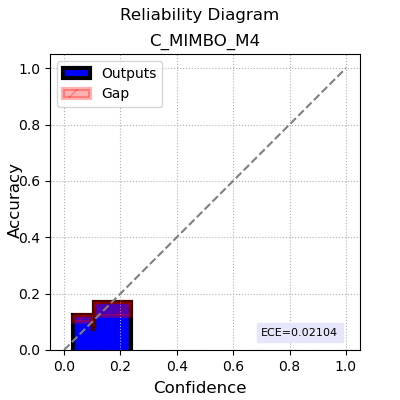 Reliability Diagram
C_MIMBO_M4
Outputs
Gap
1.0
0.8
0.6
0.4
0.2
0.0
Accuracy
ECE=0.02104
0.0 0.2 0.4 0.6 0.8 1.0
Confidence